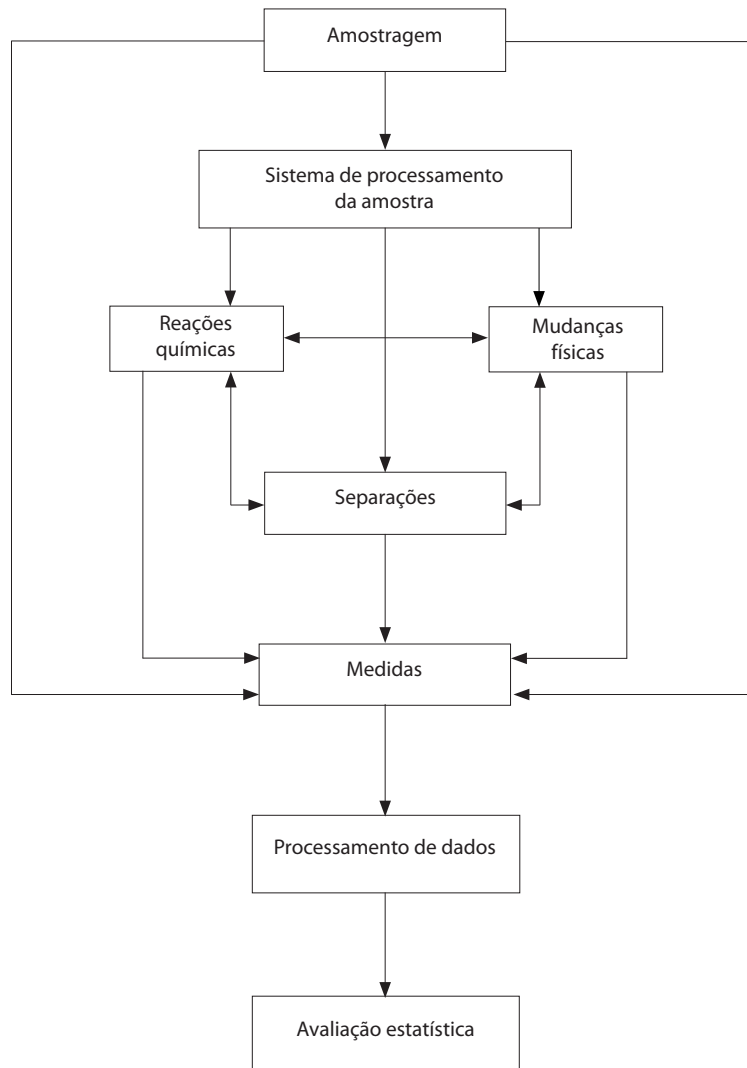 Amostragem
Sistema de processamento
da amostra
Reações
químicas
Mudanças
físicas
Separações
Medidas
Processamento de dados
Avaliação estatística